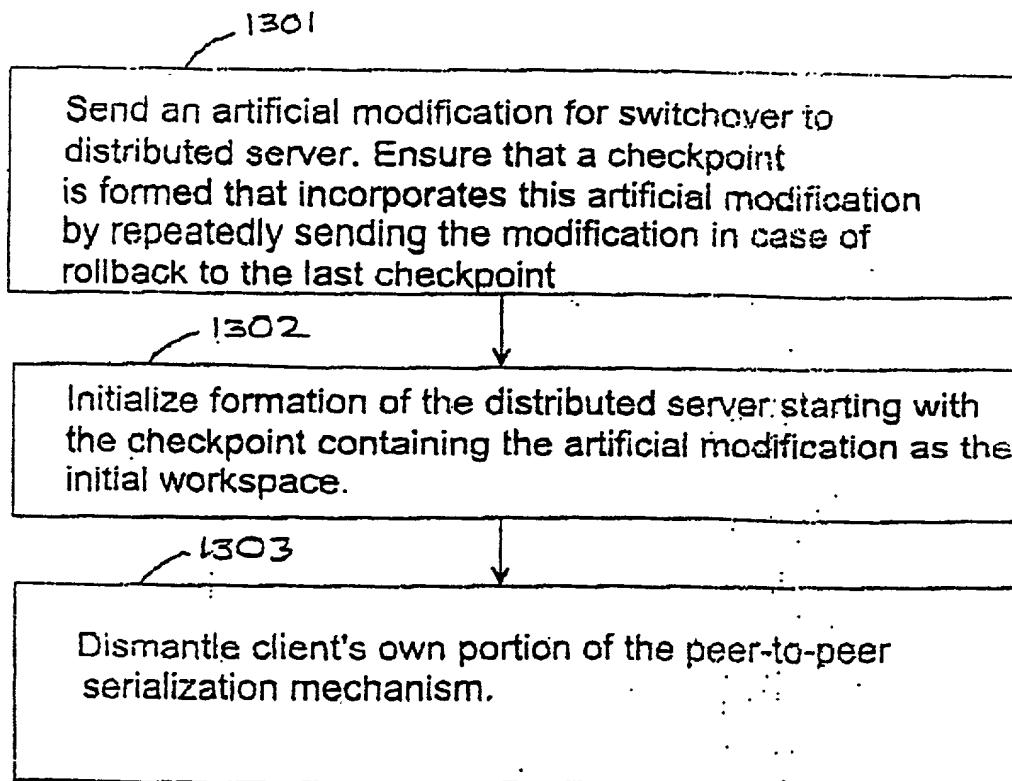 1301
Send an artificial modification for switchover to
distributed server. Ensure that a checkpoint
is formed that incorporates this artificial modification
by repeatedly sending the modification in case of
rollback to the last checkpoint
1302
Initialize formation of the distributed server starting with
the checkpoint containing the artificial modification as the
initial workspace.
1303
Dismantle client's own portion of the peer-to-peer
serialization mechanism.